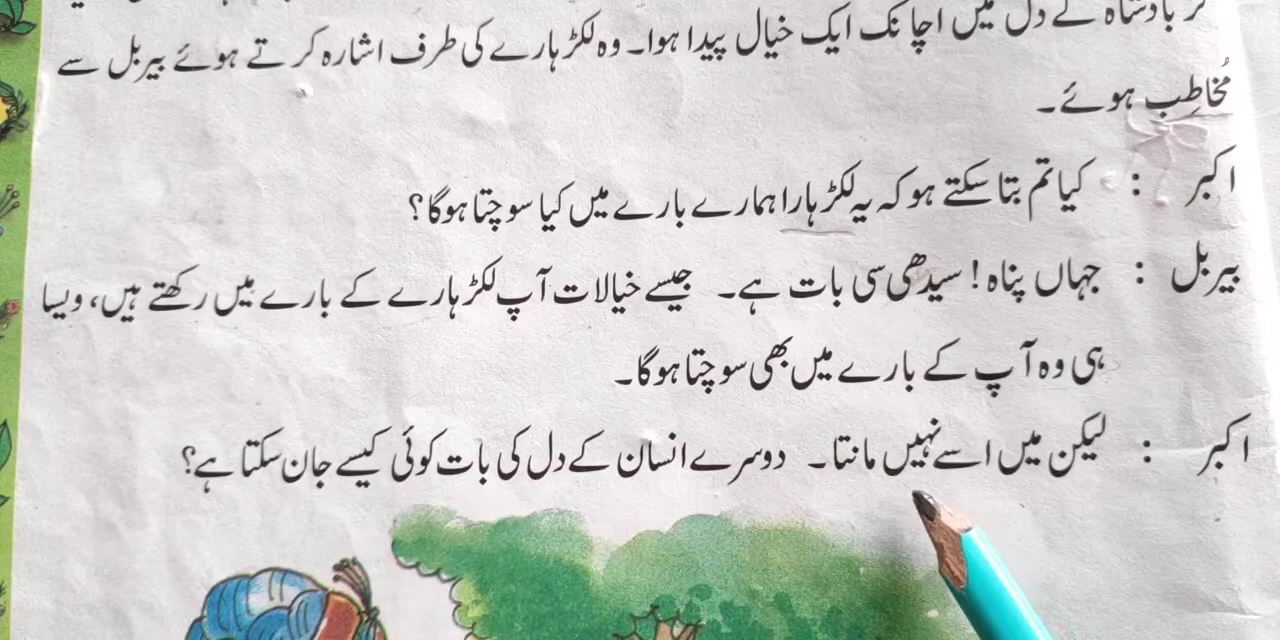 کر بادشاہ کے دل میں اچانک ایک خیال پیدا ہوا۔ وہ لکڑہارے کی طرف اشارہ کرتے ہوئے بیربل سے
مُخاطِب ہوئے۔
اکبر : کیا تم بتا سکتے ہو کہ یہ لکڑہارا ہمارے بارے میں کیا سوچتا ہوگا؟
بیربل : جہاں پناہ! سیدھی سی بات ہے۔ جیسے خیالات آپ لکڑہارے کے بارے میں رکھتے ہیں، ویسا
ہی وہ آپ کے بارے میں بھی سوچتا ہوگا۔
اکبر : لیکن میں اسے نہیں مانتا۔ دوسرے انسان کے دل کی بات کوئی کیسے جان سکتا ہے؟